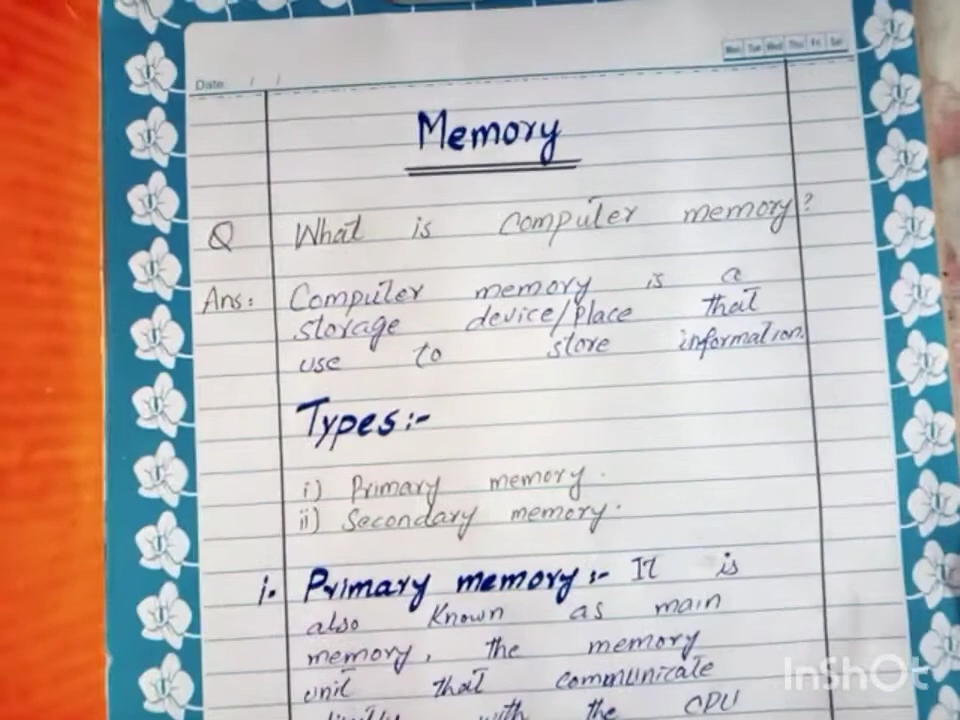 Mon Tue Wed Thu Fri Sat
Date: / /
Memory
Q What is computer memory?
Ans: Computer memory is a
storage device/place that
use to store information.
Types:-
i) Primary memory.
ii) Secondary memory.
i. Primary memory:- It is
also known as main
memory, the memory
unit that communicate
with the CPU
InShOt